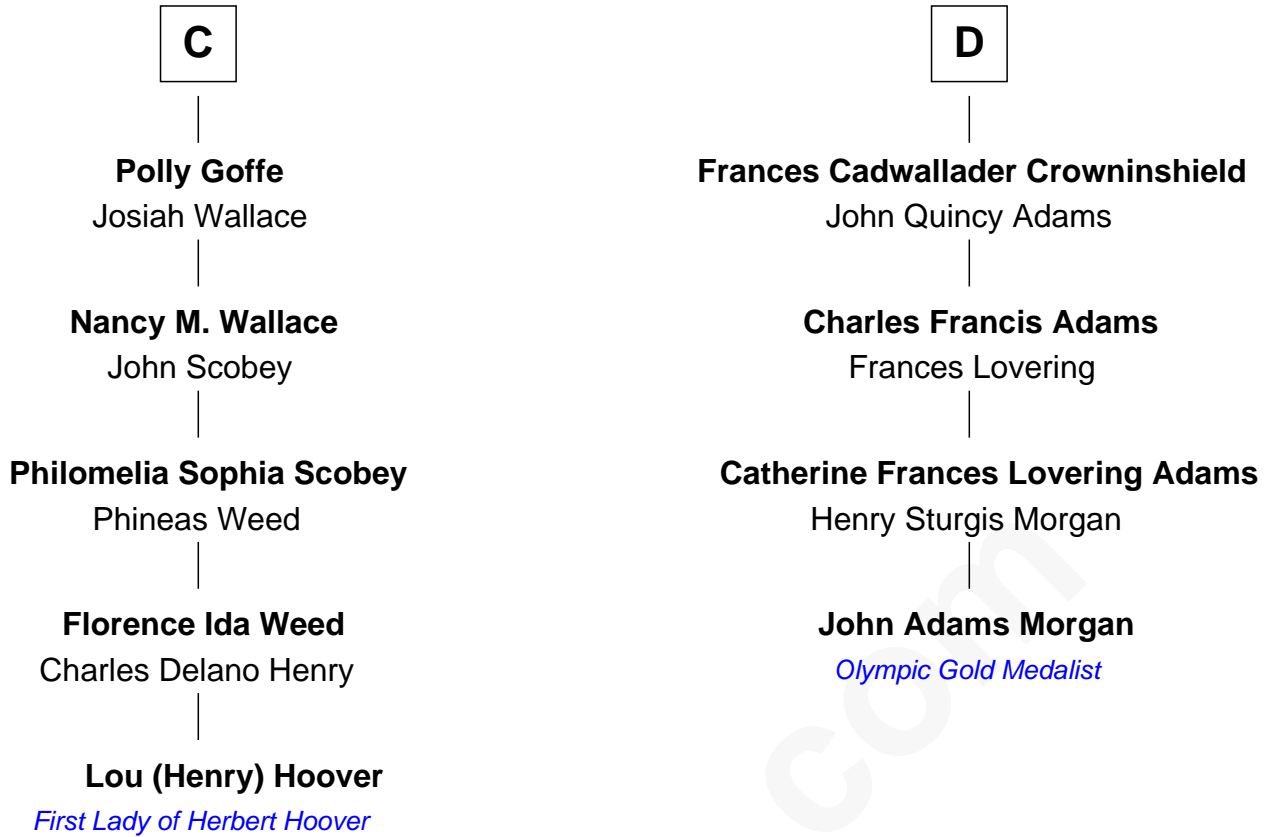 C
Polly Goffe
Josiah Wallace
Nancy M. Wallace
John Scobey
Philomelia Sophia Scobey
Phineas Weed
Florence Ida Weed
Charles Delano Henry
Lou (Henry) Hoover
First Lady of Herbert Hoover
D
Frances Cadwallader Crowninshield
John Quincy Adams
Charles Francis Adams
Frances Lovering
Catherine Frances Lovering Adams
Henry Sturgis Morgan
John Adams Morgan
Olympic Gold Medalist
com